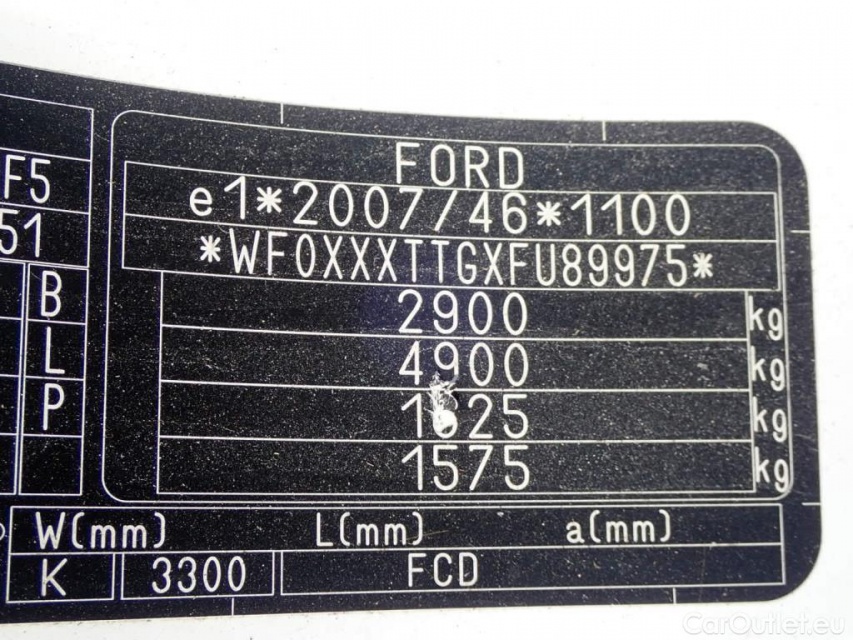 FORD
F5
e1*2007/46*1100
51
*WF0XXXTTGXFU89975*
B
2900 kg
L
4900 kg
P
kg
1575 kg
W(mm) L(mm) a(mm)
K 3300 FCD
CarOutlet.eu